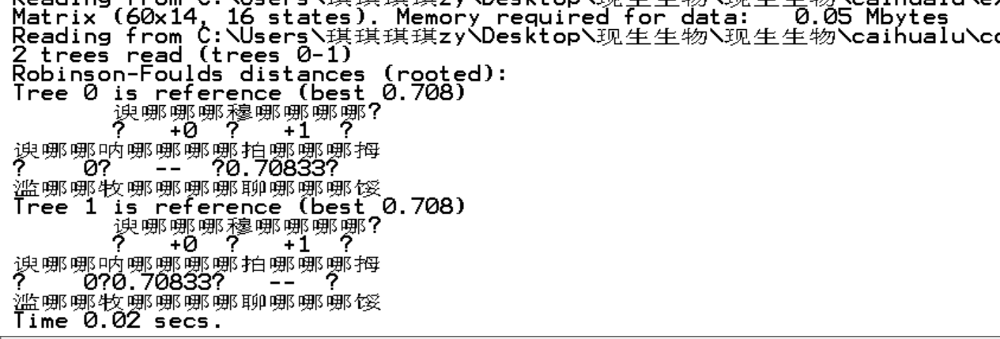 Reading from C:\Users\琪琪琪琪zy\Desktop\现生生物\现生生物\caihualu\ex
Matrix (60x14, 16 states). Memory required for data:   0.05 Mbytes
Reading from C:\Users\琪琪琪琪zy\Desktop\现生生物\现生生物\caihualu\co
2 trees read (trees 0-1)
Robinson-Foulds distances (rooted):
Tree 0 is reference (best 0.708)
谀哪哪哪穆哪哪哪哪?
?    +0  ?    +1  ?
谀哪哪呐哪哪哪哪拍哪哪哪拇
?     0?   --  ?0.70833?
滥哪哪牧哪哪哪哪聊哪哪哪馁
Tree 1 is reference (best 0.708)
谀哪哪哪穆哪哪哪哪?
?    +0  ?    +1  ?
谀哪哪呐哪哪哪哪拍哪哪哪拇
?     0?0.70833?   --  ?
滥哪哪牧哪哪哪哪聊哪哪哪馁
Time 0.02 secs.